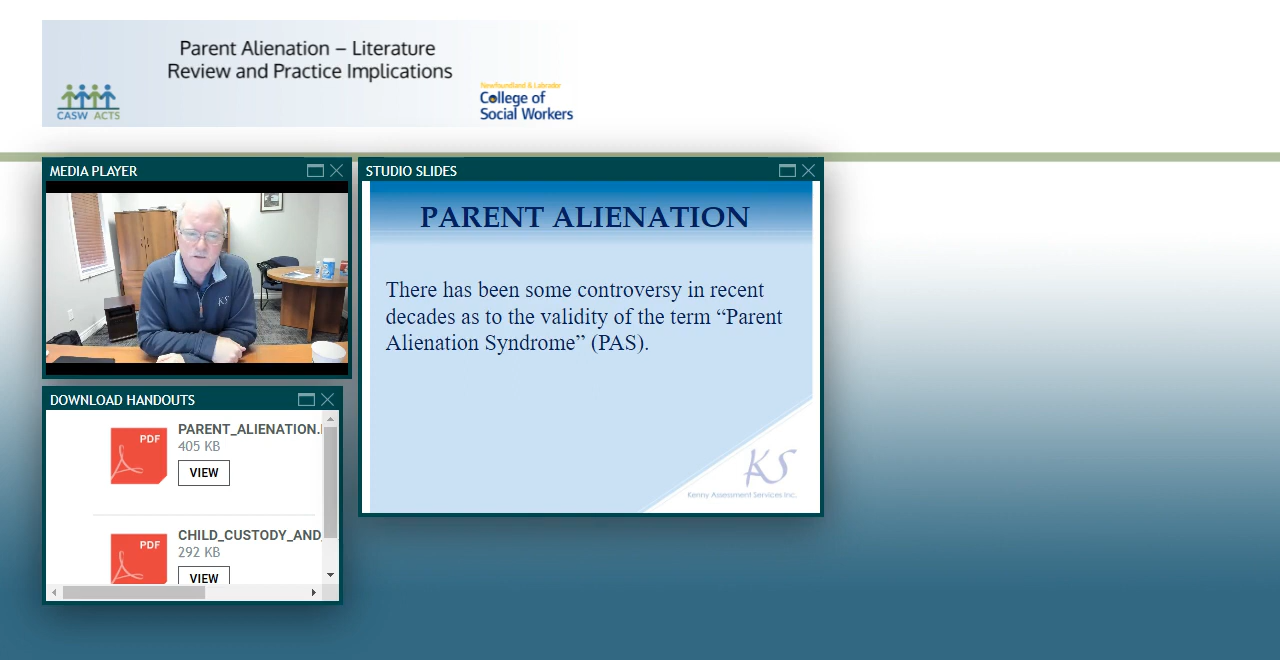 Parent Alienation – Literature
Review and Practice Implications
CASW ACTS
Newfoundland & Labrador
College of
Social Workers
MEDIA PLAYER
KS
STUDIO SLIDES
PARENT ALIENATION
There has been some controversy in recent
decades as to the validity of the term “Parent
Alienation Syndrome” (PAS).
KS
Kenny Assessment Services Inc.
DOWNLOAD HANDOUTS
PDF
PARENT_ALIENATION.
405 KB
VIEW
PDF
CHILD_CUSTODY_AND_
292 KB
VIEW